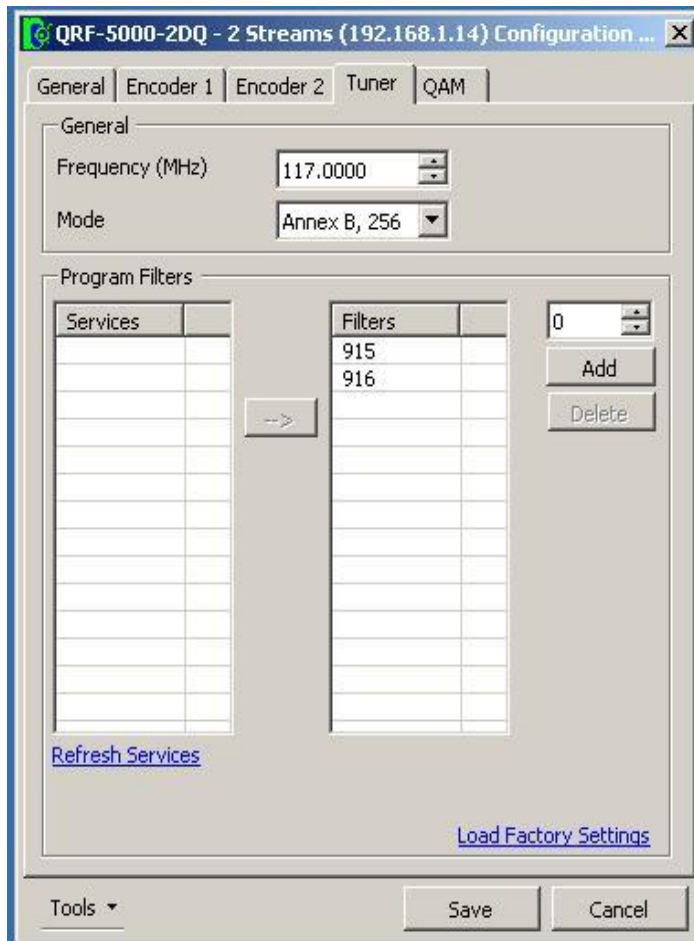 QRF-5000-2DQ - 2 Streams (192.168.1.14) Configuration ...
General Encoder 1 Encoder 2 Tuner QAM
General
Frequency (MHz) 117.0000
Mode Annex B, 256
Program Filters
Services Filters 0
915
916
Add
--> Delete
Refresh Services
Load Factory Settings
Tools Save Cancel